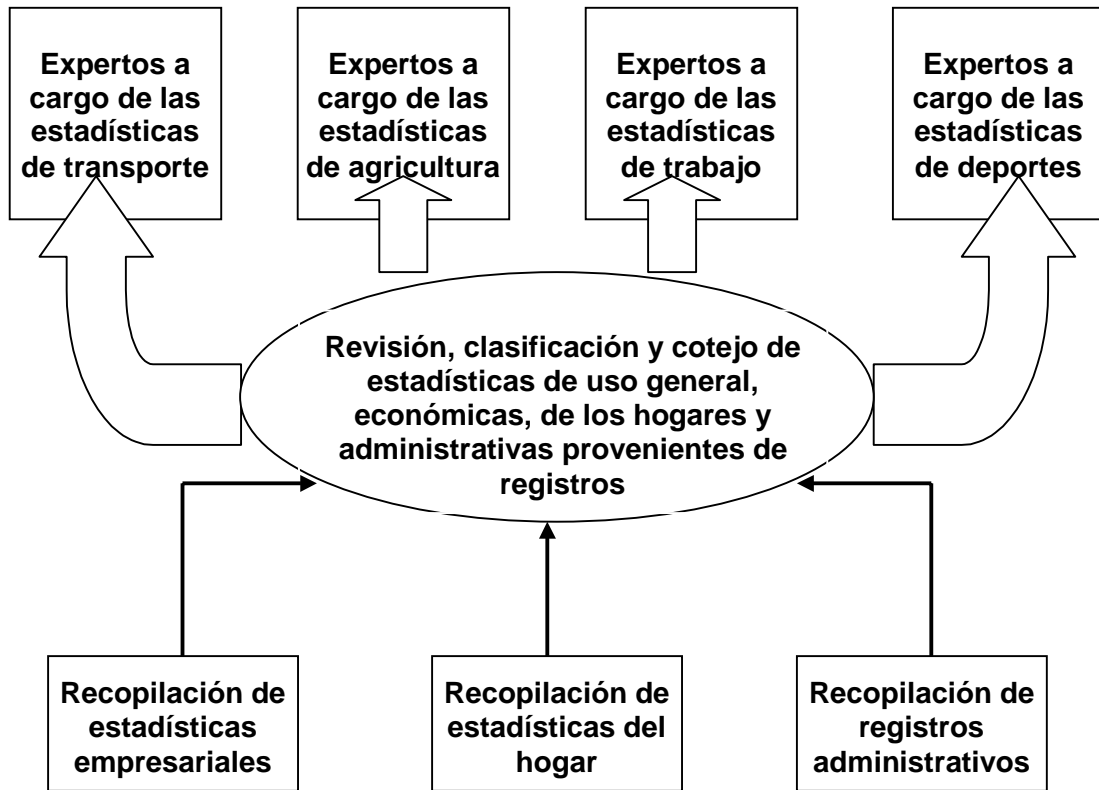 Expertos a
cargo de las
estadísticas
de transporte
Expertos a
cargo de las
estadísticas
de agricultura
Expertos a
cargo de las
estadísticas
de trabajo
Expertos a
cargo de las
estadísticas
de deportes
Revisión, clasificación y cotejo de
estadísticas de uso general,
económicas, de los hogares y
administrativas provenientes de
registros
Recopilación de
estadísticas
empresariales
Recopilación de
estadísticas del
hogar
Recopilación de
registros
administrativos